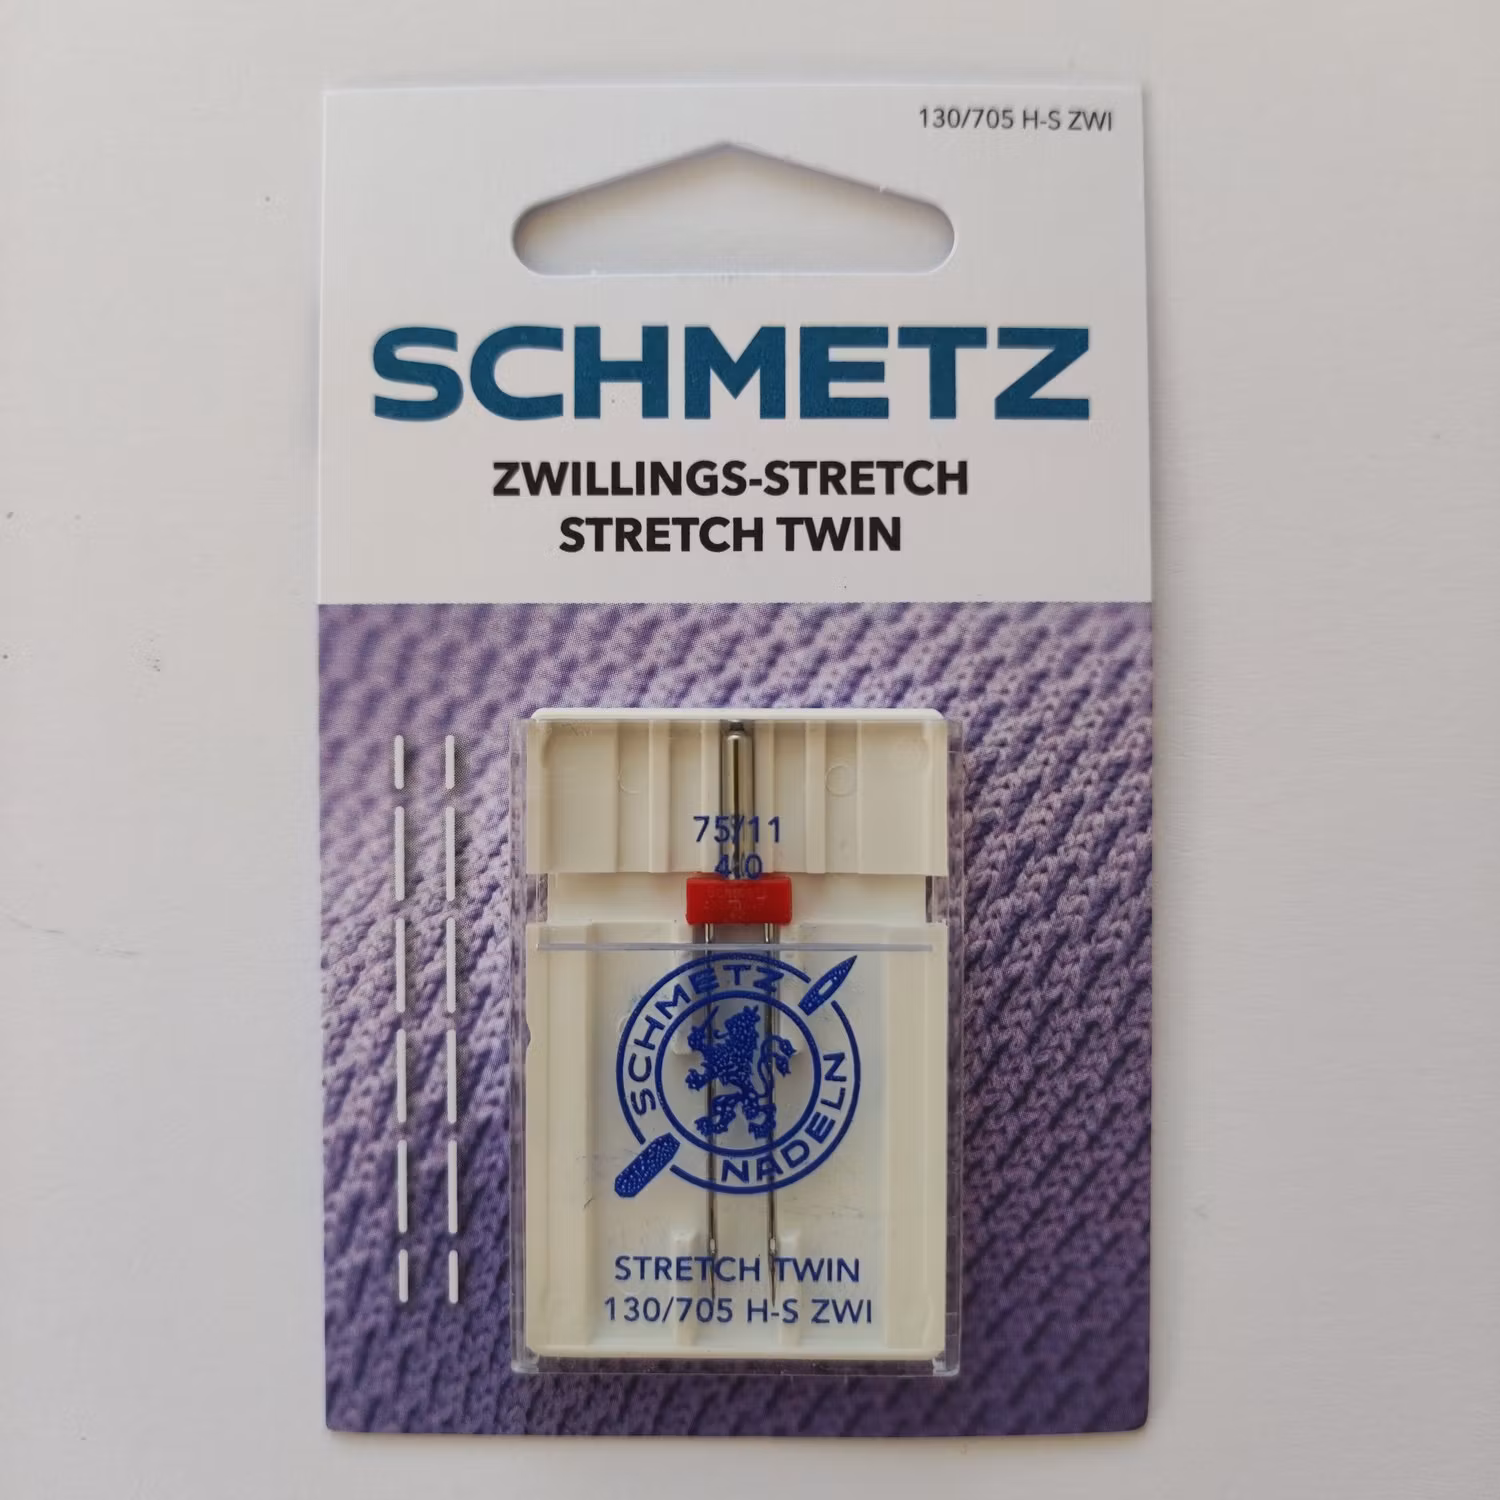 130/705 H-S ZWI
SCHMETZ
ZWILLINGS-STRETCH
STRETCH TWIN
75/11
4.0
SCHMETZ
NADELN
STRETCH TWIN
130/705 H-S ZWI